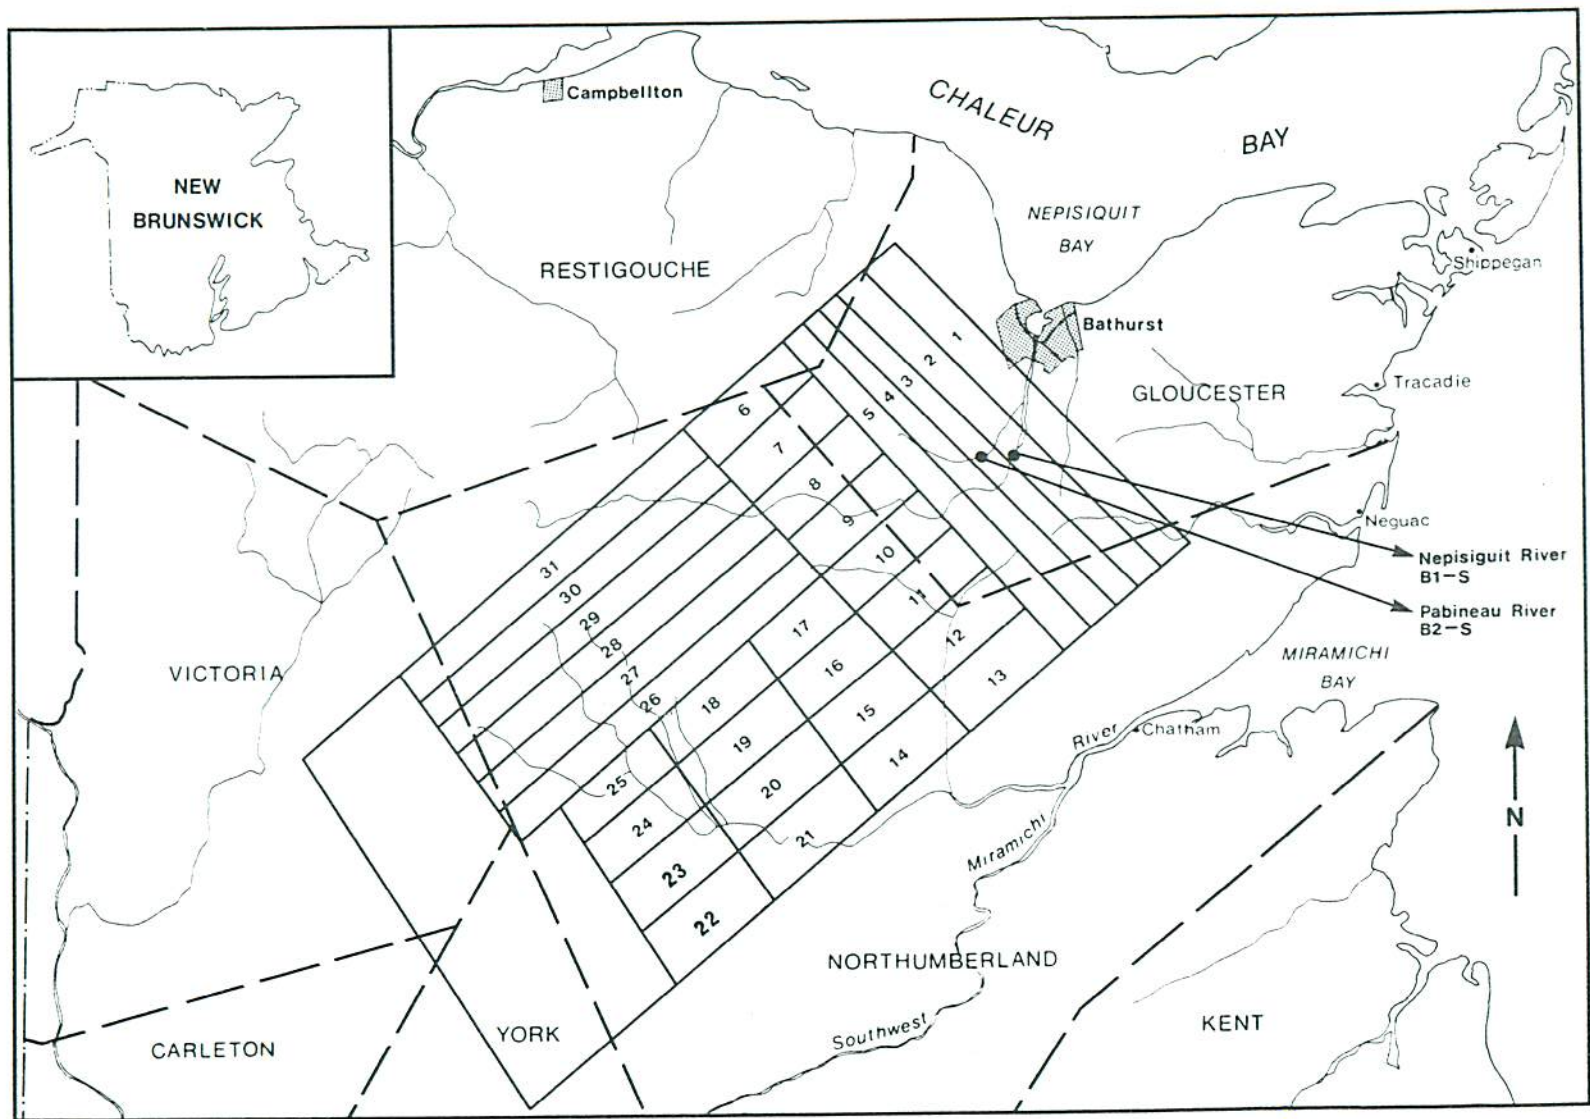 NEW
BRUNSWICK
Campbellton
CHALEUR
BAY
NEPISIQUIT
BAY
RESTIGOUCHE
Shippegan
Bathurst
GLOUCESTER
Tracadie
1
2
3
4
5
6
7
8
9
10
11
12
13
14
15
16
17
18
19
20
21
22
23
24
25
26
27
28
29
30
31
Neguac
Nepisiguit River
B1-S
Pabineau River
B2-S
MIRAMICHI
BAY
VICTORIA
River
Chatham
Miramichi
N
NORTHUMBERLAND
Southwest
KENT
YORK
CARLETON